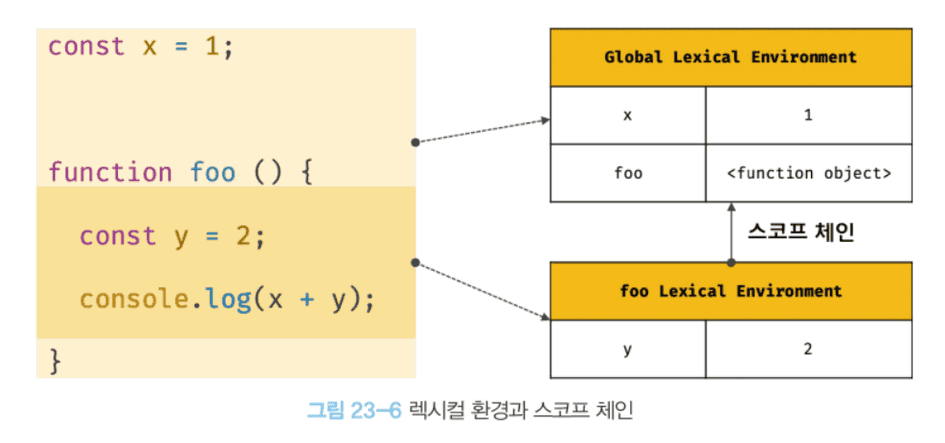 const x = 1;
function foo () {
const y = 2;
console.log(x + y);
}
Global Lexical Environment
x 1
foo <function object>
스코프 체인
foo Lexical Environment
y 2
그림 23-6 렉시컬 환경과 스코프 체인